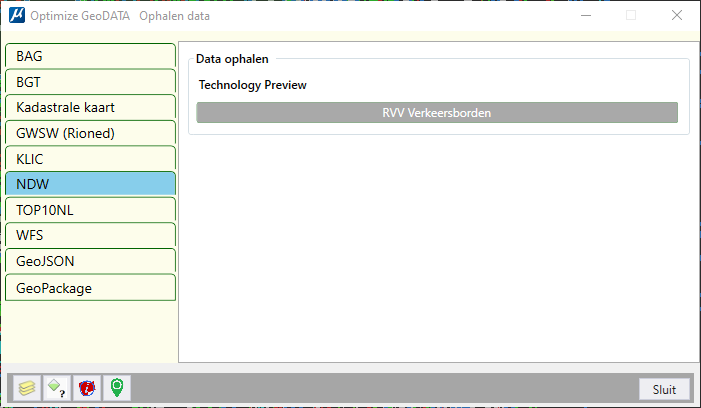 Optimize GeoDATA Ophalen data
BAG
BGT
Kadastrale kaart
GWSW (Rioned)
KLIC
NDW
TOP10NL
WFS
GeoJSON
GeoPackage
Data ophalen
Technology Preview
RVV Verkeersborden
Sluit